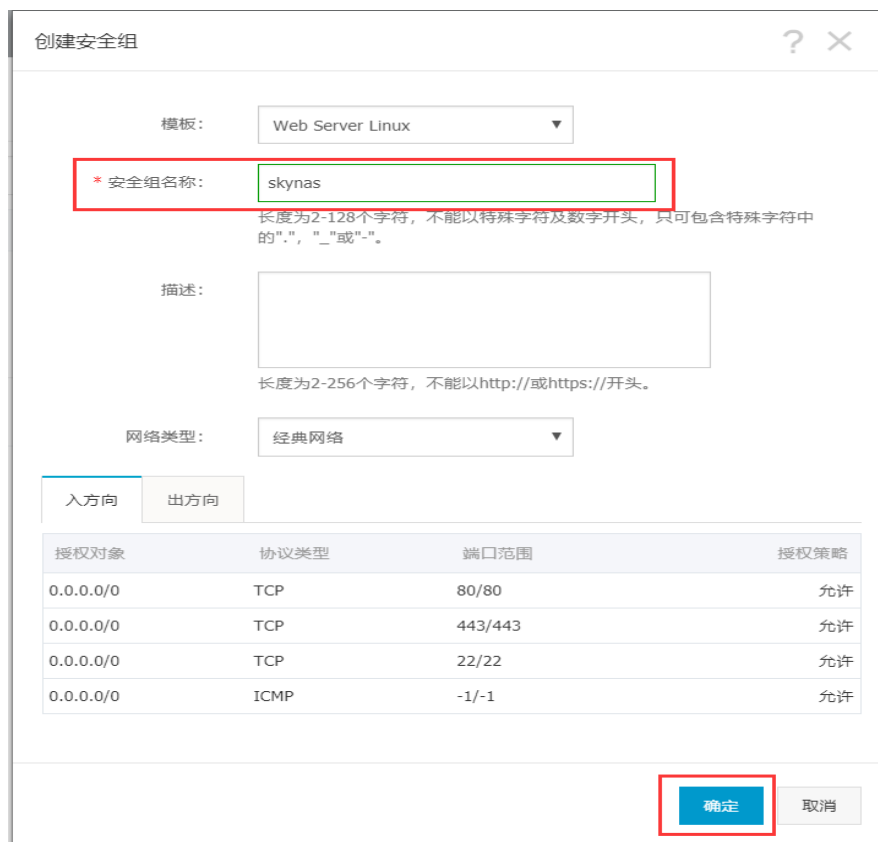 创建安全组
模板：
Web Server Linux
* 安全组名称：
skynas
长度为2-128个字符，不能以特殊字符及数字开头，只可包含特殊字符中
的"."，"_"或"-"。
描述：
长度为2-256个字符，不能以http://或https://开头。
网络类型：
经典网络
入方向 出方向
授权对象 协议类型 端口范围 授权策略
0.0.0.0/0 TCP 80/80 允许
0.0.0.0/0 TCP 443/443 允许
0.0.0.0/0 TCP 22/22 允许
0.0.0.0/0 ICMP -1/-1 允许
确定 取消